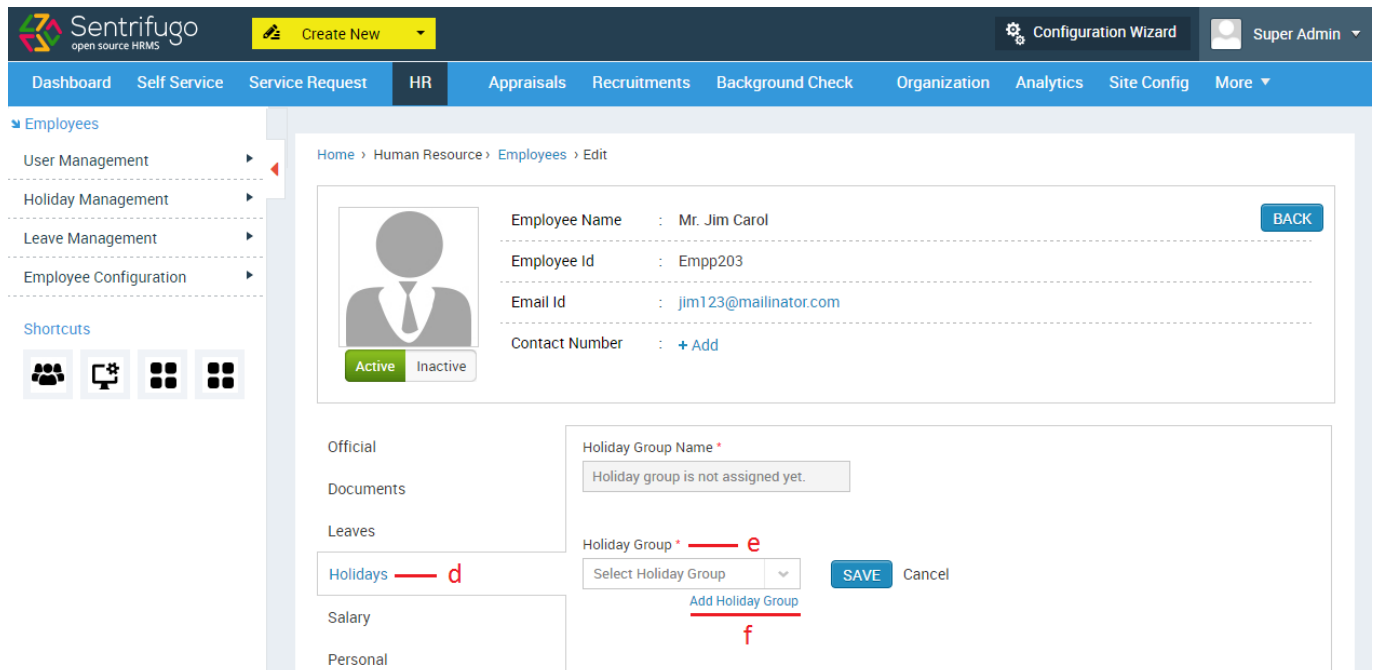 Sentrifugo
open source HRMS
Create New
Configuration Wizard
Super Admin
Dashboard Self Service Service Request HR Appraisals Recruitments Background Check Organization Analytics Site Config More
Employees
User Management
Holiday Management
Leave Management
Employee Configuration
Shortcuts
Home › Human Resource › Employees › Edit
Employee Name : Mr. Jim Carol
BACK
Employee Id : Empp203
Email Id : jim123@mailinator.com
Contact Number : + Add
Active Inactive
Official
Documents
Leaves
Holidays d
Salary
Personal
Holiday Group Name *
Holiday group is not assigned yet.
Holiday Group * e
Select Holiday Group SAVE Cancel
Add Holiday Group
f